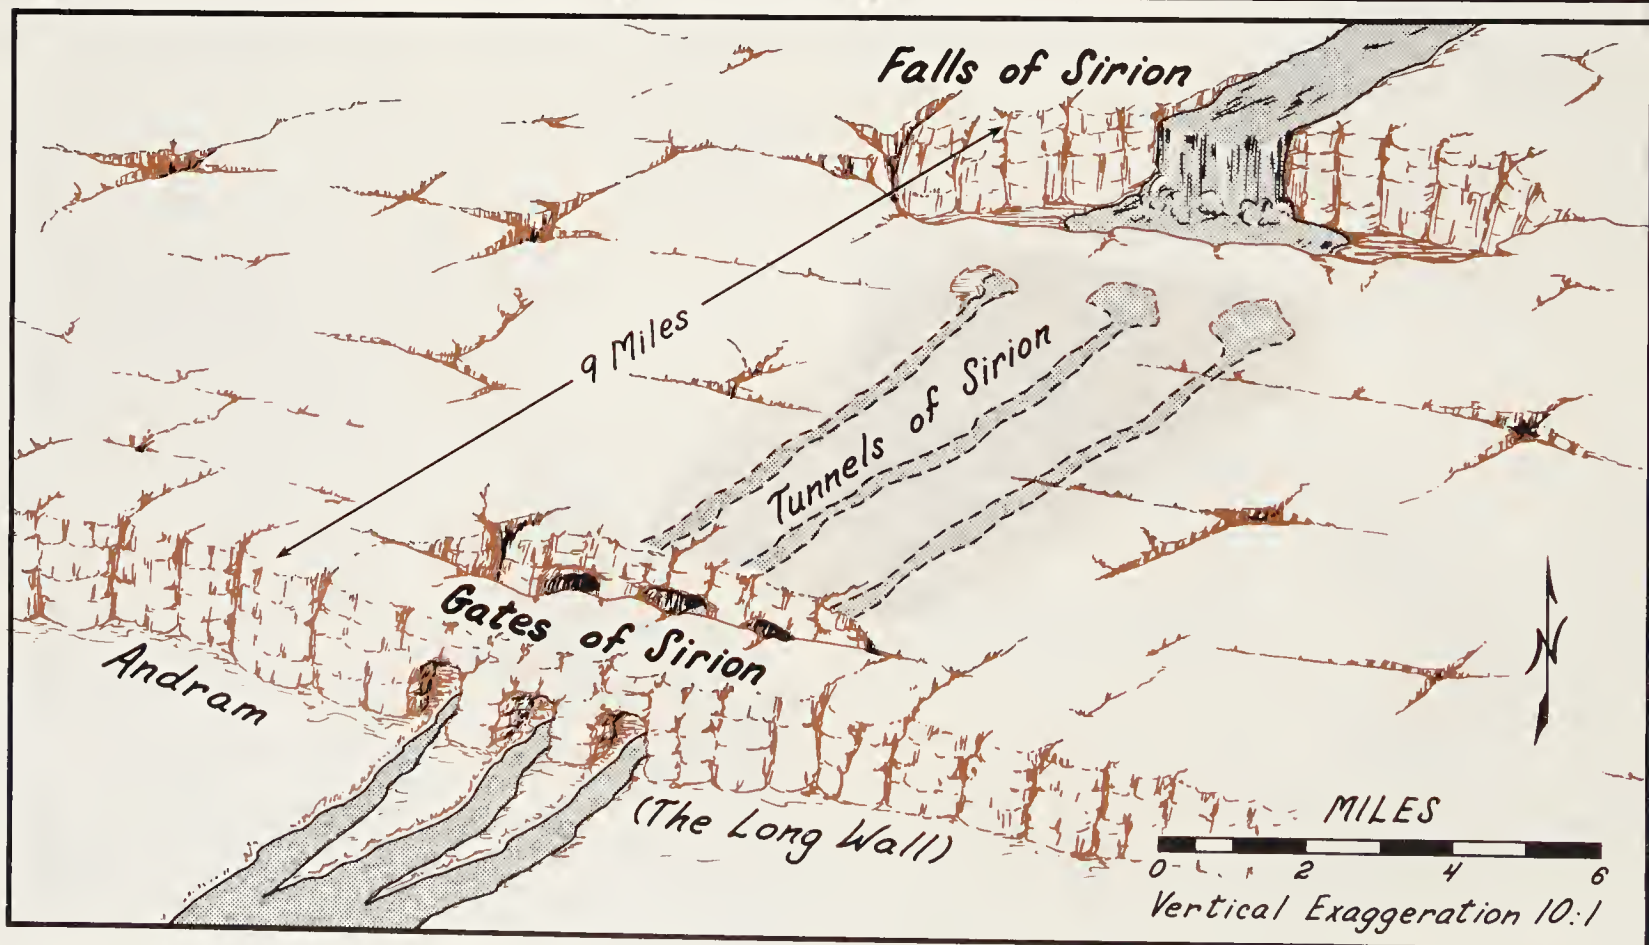 Falls of Sirion
9 Miles
Tunnels of Sirion
Gates of Sirion
Andram
(The Long Wall)
N
MILES
0 2 4 6
Vertical Exaggeration 10:1